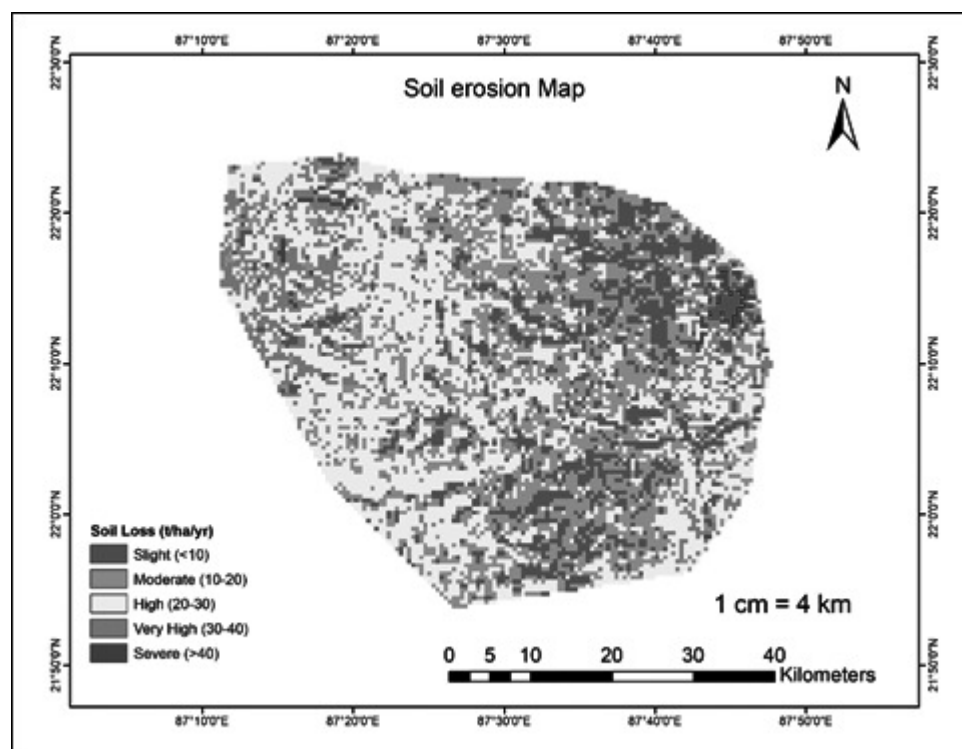 87°10'0"E 87°20'0"E 87°30'0"E 87°40'0"E 87°50'0"E
22°30'0"N 22°30'0"N
Soil erosion Map
N
22°20'0"N 22°20'0"N
22°10'0"N 22°10'0"N
22°0'0"N 22°0'0"N
Soil Loss (t/ha/yr)
Slight (<10)
Moderate (10-20)
High (20-30)
Very High (30-40)
Severe (>40)
1 cm = 4 km
0 5 10 20 30 40
Kilometers
21°50'0"N 21°50'0"N
87°10'0"E 87°20'0"E 87°30'0"E 87°40'0"E 87°50'0"E